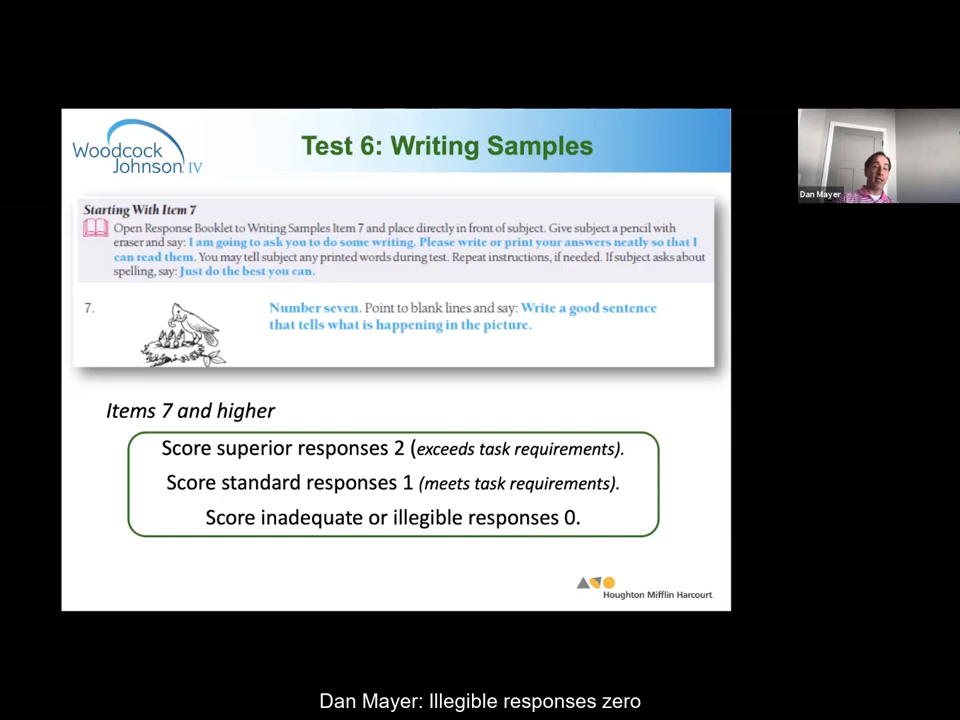 Woodcock
Johnson IV
Test 6: Writing Samples
Starting With Item 7
Open Response Booklet to Writing Samples Item 7 and place directly in front of subject. Give subject a pencil with
eraser and say: I am going to ask you to do some writing. Please write or print your answers neatly so that I
can read them. You may tell subject any printed words during test. Repeat instructions, if needed. If subject asks about
spelling, say: Just do the best you can.
7.
Number seven. Point to blank lines and say: Write a good sentence
that tells what is happening in the picture.
Items 7 and higher
Score superior responses 2 (exceeds task requirements).
Score standard responses 1 (meets task requirements).
Score inadequate or illegible responses 0.
Houghton Mifflin Harcourt
Dan Mayer
Dan Mayer: Illegible responses zero